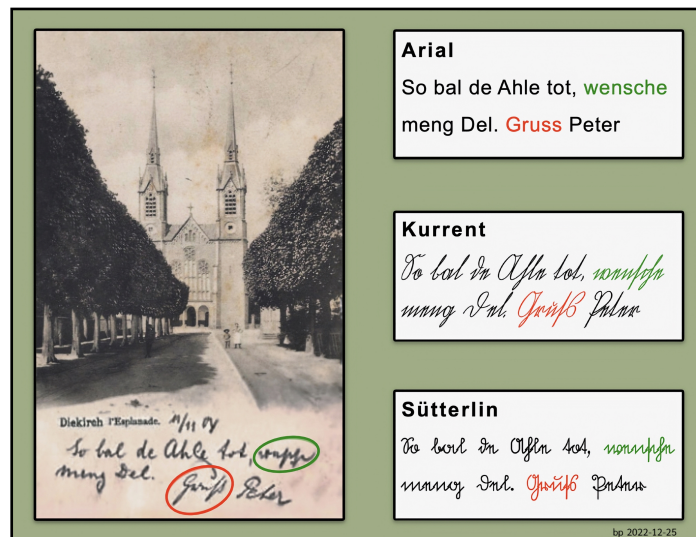 Diekirch l'Esplanade. 11/11 04
So bal de Ahle tot, wensche
meng Del.
Gruß Peter
Arial
So bal de Ahle tot, wensche
meng Del. Gruss Peter
Kurrent
So bal de Ahle tot, wensche
meng Del. Gruß Peter
Sütterlin
So bal de Ahle tot, wensche
meng Del. Gruß Peter
bp 2022-12-25